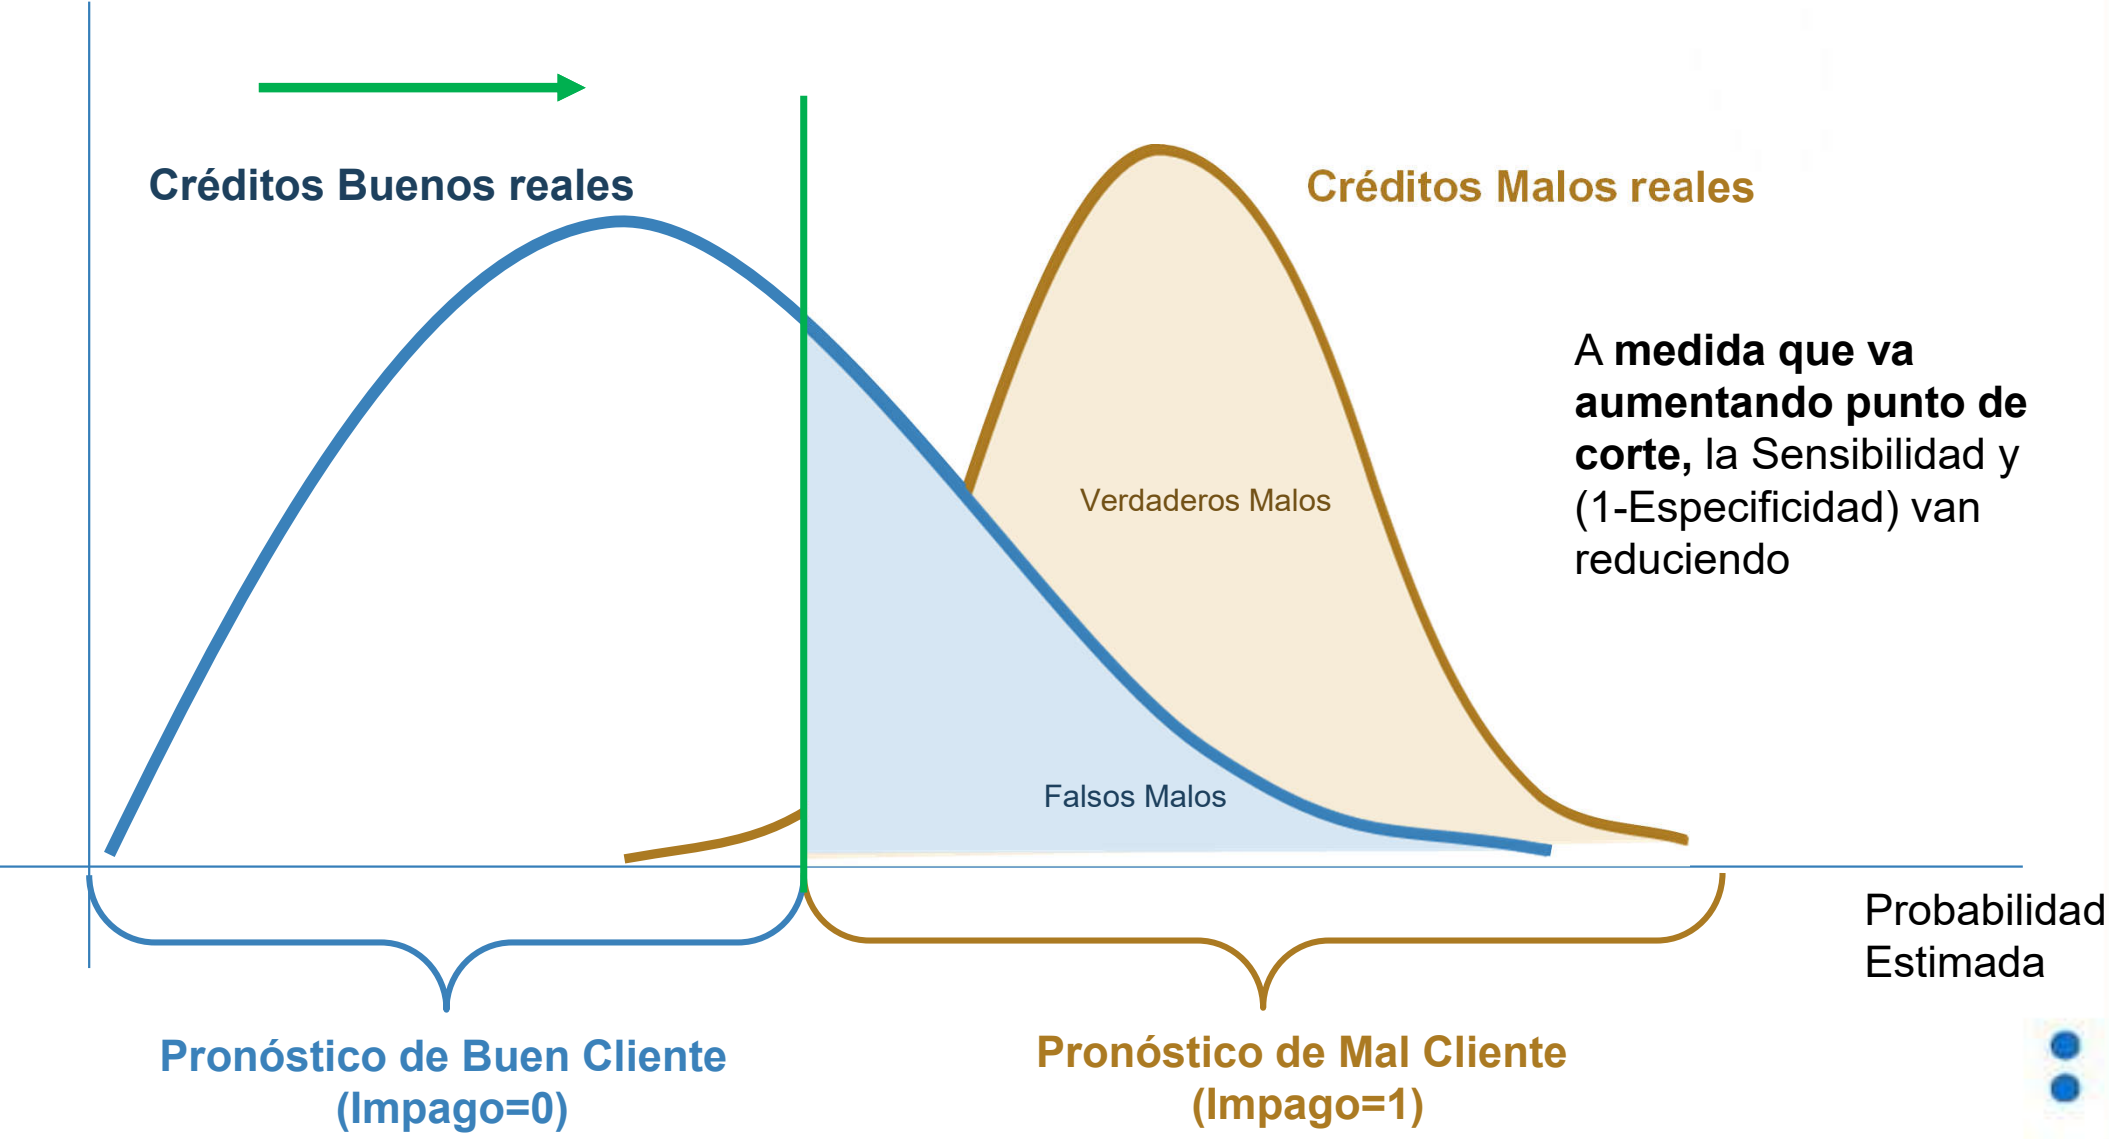 Créditos Buenos reales
Créditos Malos reales
A medida que va
aumentando punto de
corte, la Sensibilidad y
(1-Especificidad) van
reduciendo
Verdaderos Malos
Falsos Malos
Probabilidad
Estimada
Pronóstico de Buen Cliente
(Impago=0)
Pronóstico de Mal Cliente
(Impago=1)